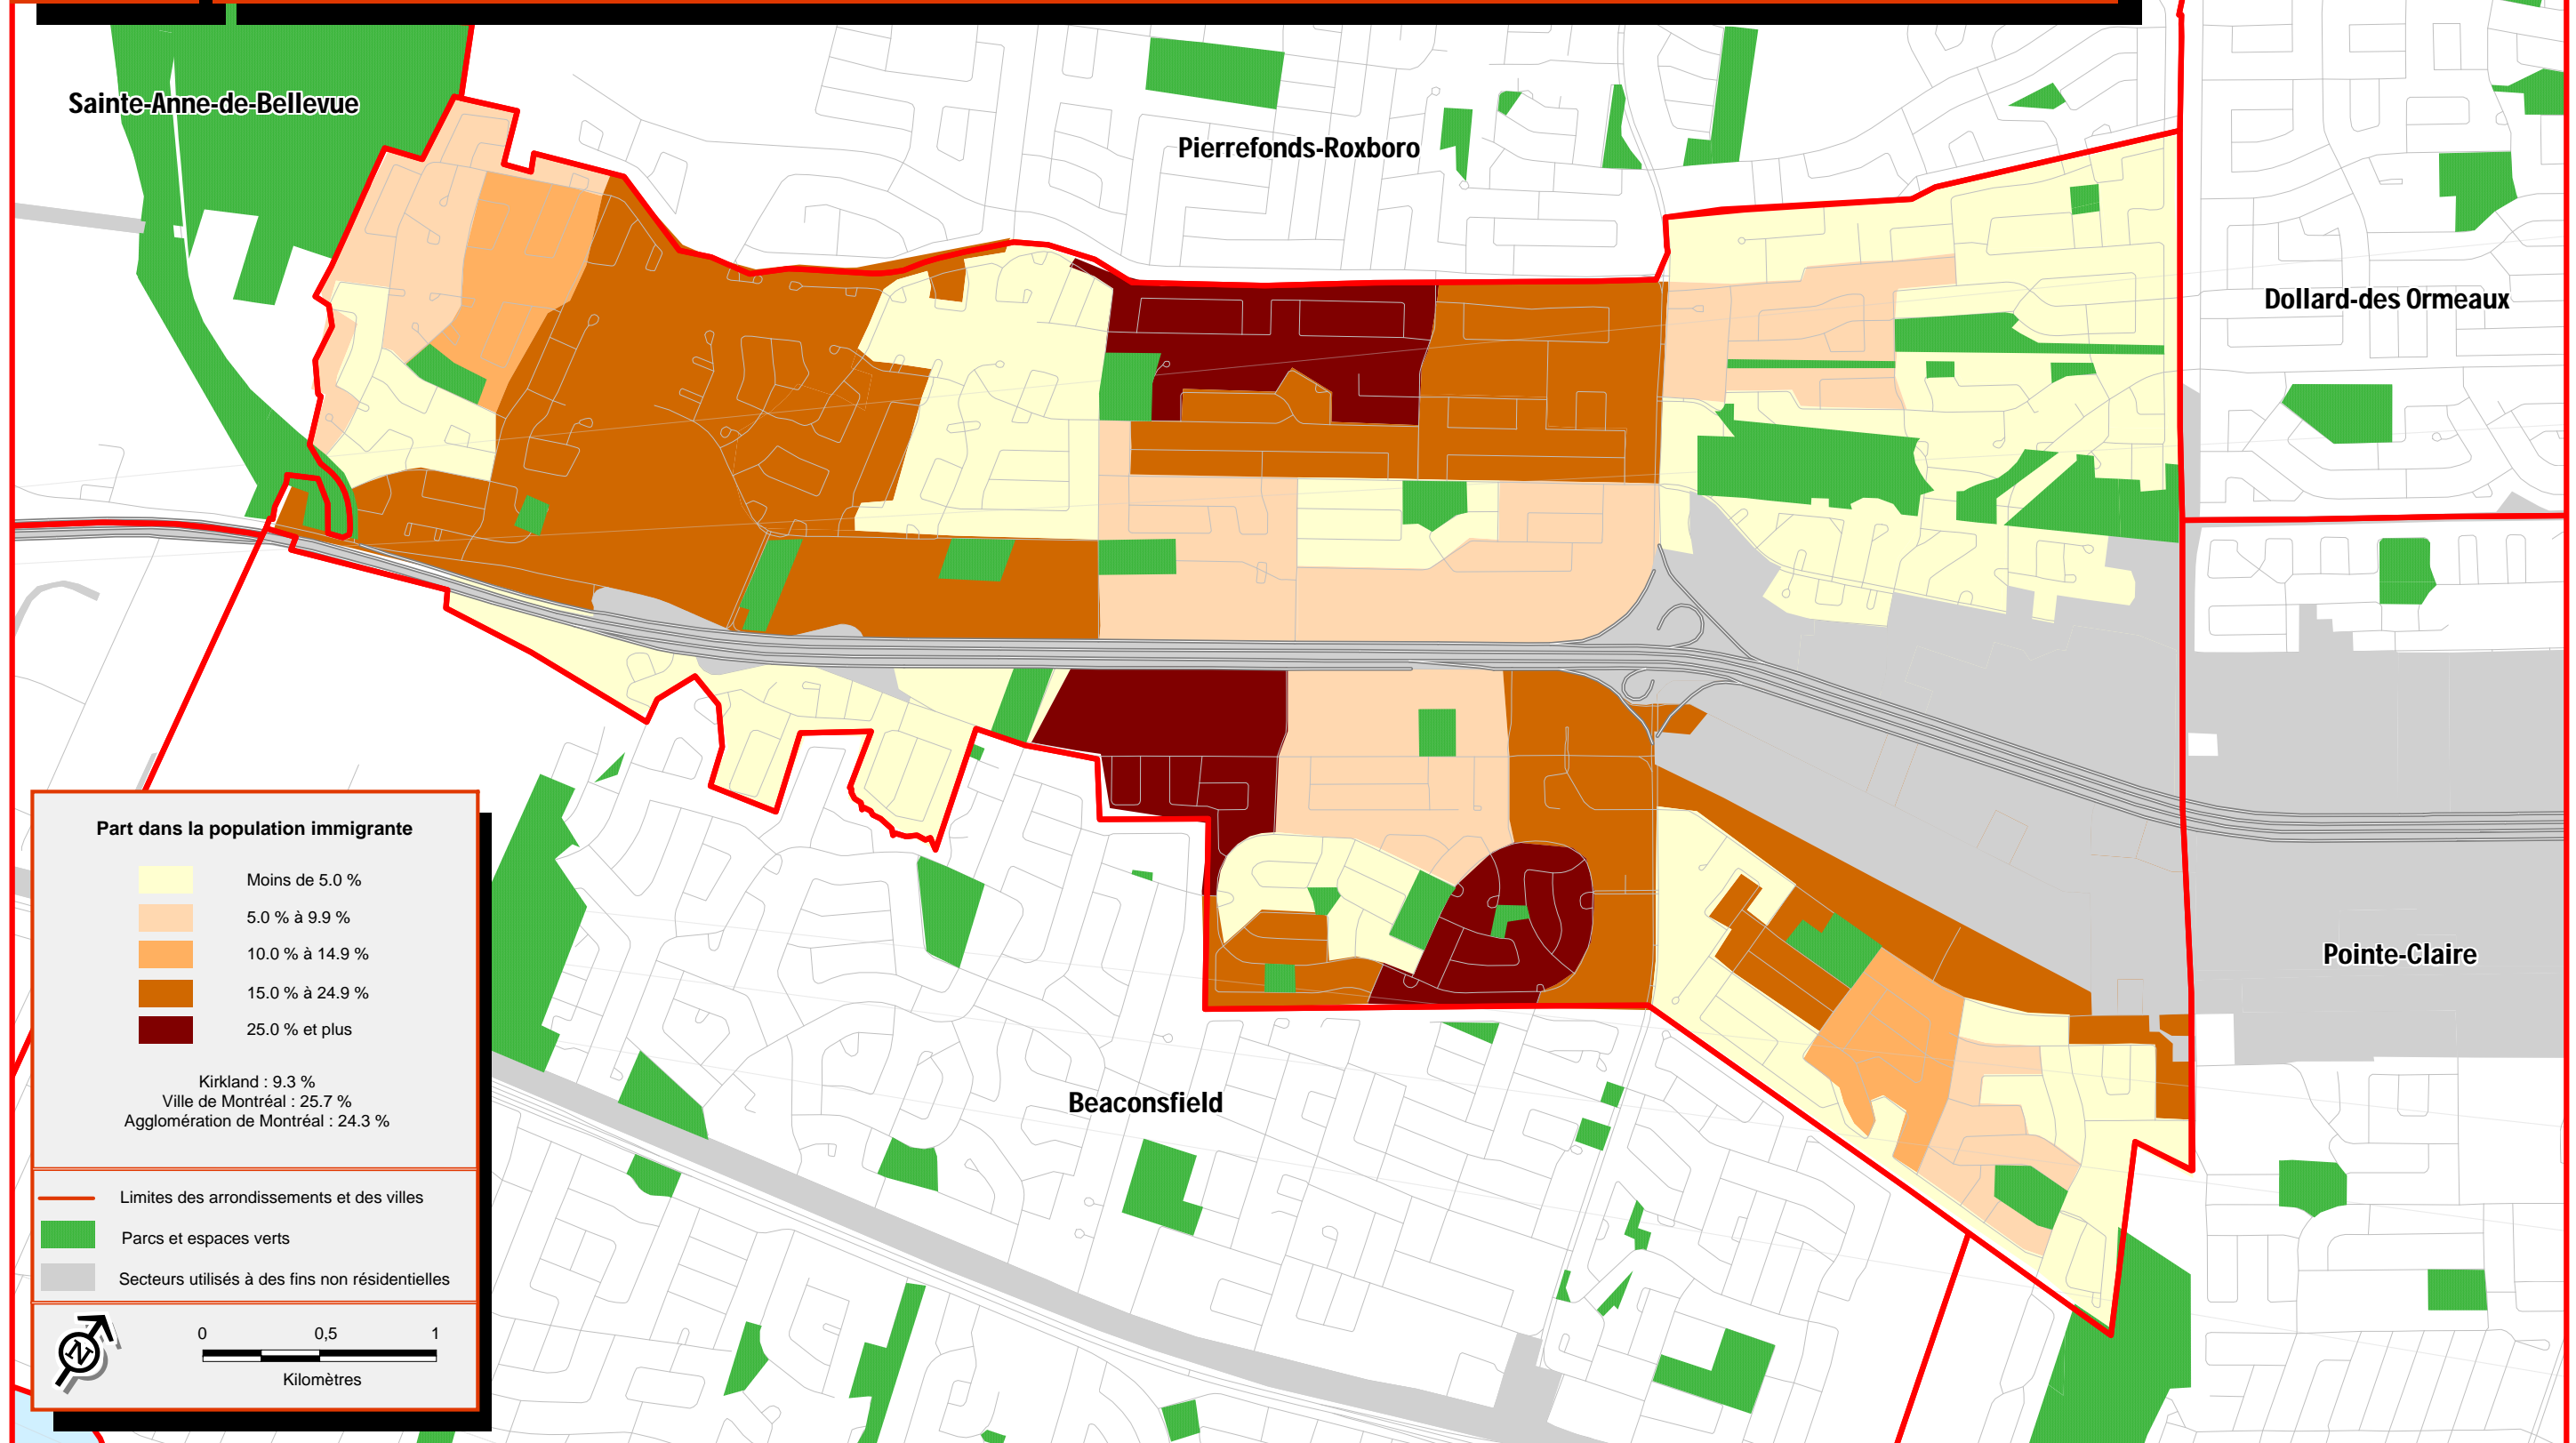 Sainte-Anne-de-Bellevue
Pierrefonds-Roxboro
Dollard-des Ormeaux
Pointe-Claire
Beaconsfield
Part dans la population immigrante
Moins de 5.0 %
5.0 % à 9.9 %
10.0 % à 14.9 %
15.0 % à 24.9 %
25.0 % et plus
Kirkland : 9.3 %
Ville de Montréal : 25.7 %
Agglomération de Montréal : 24.3 %
Limites des arrondissements et des villes
Parcs et espaces verts
Secteurs utilisés à des fins non résidentielles
N
0 0,5 1
Kilomètres